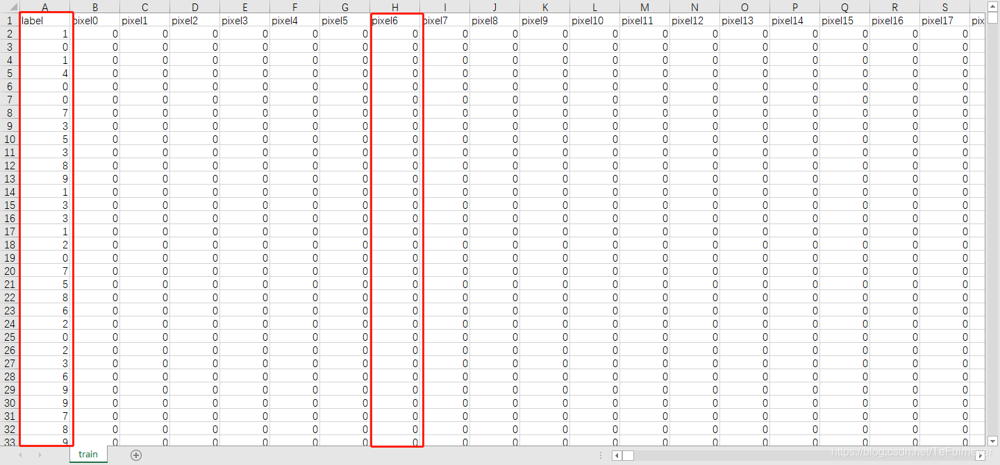 A B C D E F G H I J K L M N O P Q R S
1 label pixel0 pixel1 pixel2 pixel3 pixel4 pixel5 pixel6 pixel7 pixel8 pixel9 pixel10 pixel11 pixel12 pixel13 pixel14 pixel15 pixel16 pixel17 pix
2 1 0 0 0 0 0 0 0 0 0 0 0 0 0 0 0 0 0 0
3 0 0 0 0 0 0 0 0 0 0 0 0 0 0 0 0 0 0 0
4 1 0 0 0 0 0 0 0 0 0 0 0 0 0 0 0 0 0 0
5 4 0 0 0 0 0 0 0 0 0 0 0 0 0 0 0 0 0 0
6 0 0 0 0 0 0 0 0 0 0 0 0 0 0 0 0 0 0 0
7 0 0 0 0 0 0 0 0 0 0 0 0 0 0 0 0 0 0 0
8 7 0 0 0 0 0 0 0 0 0 0 0 0 0 0 0 0 0 0
9 3 0 0 0 0 0 0 0 0 0 0 0 0 0 0 0 0 0 0
10 5 0 0 0 0 0 0 0 0 0 0 0 0 0 0 0 0 0 0
11 3 0 0 0 0 0 0 0 0 0 0 0 0 0 0 0 0 0 0
12 8 0 0 0 0 0 0 0 0 0 0 0 0 0 0 0 0 0 0
13 9 0 0 0 0 0 0 0 0 0 0 0 0 0 0 0 0 0 0
14 1 0 0 0 0 0 0 0 0 0 0 0 0 0 0 0 0 0 0
15 3 0 0 0 0 0 0 0 0 0 0 0 0 0 0 0 0 0 0
16 3 0 0 0 0 0 0 0 0 0 0 0 0 0 0 0 0 0 0
17 1 0 0 0 0 0 0 0 0 0 0 0 0 0 0 0 0 0 0
18 2 0 0 0 0 0 0 0 0 0 0 0 0 0 0 0 0 0 0
19 0 0 0 0 0 0 0 0 0 0 0 0 0 0 0 0 0 0 0
20 7 0 0 0 0 0 0 0 0 0 0 0 0 0 0 0 0 0 0
21 5 0 0 0 0 0 0 0 0 0 0 0 0 0 0 0 0 0 0
22 8 0 0 0 0 0 0 0 0 0 0 0 0 0 0 0 0 0 0
23 6 0 0 0 0 0 0 0 0 0 0 0 0 0 0 0 0 0 0
24 2 0 0 0 0 0 0 0 0 0 0 0 0 0 0 0 0 0 0
25 0 0 0 0 0 0 0 0 0 0 0 0 0 0 0 0 0 0 0
26 2 0 0 0 0 0 0 0 0 0 0 0 0 0 0 0 0 0 0
27 3 0 0 0 0 0 0 0 0 0 0 0 0 0 0 0 0 0 0
28 6 0 0 0 0 0 0 0 0 0 0 0 0 0 0 0 0 0 0
29 9 0 0 0 0 0 0 0 0 0 0 0 0 0 0 0 0 0 0
30 9 0 0 0 0 0 0 0 0 0 0 0 0 0 0 0 0 0 0
31 7 0 0 0 0 0 0 0 0 0 0 0 0 0 0 0 0 0 0
32 8 0 0 0 0 0 0 0 0 0 0 0 0 0 0 0 0 0 0
33 9 0 0 0 0 0 0 0 0 0 0 0 0 0 0 0 0 0 0
train
https://blog.csdn.net/TeFuirnever